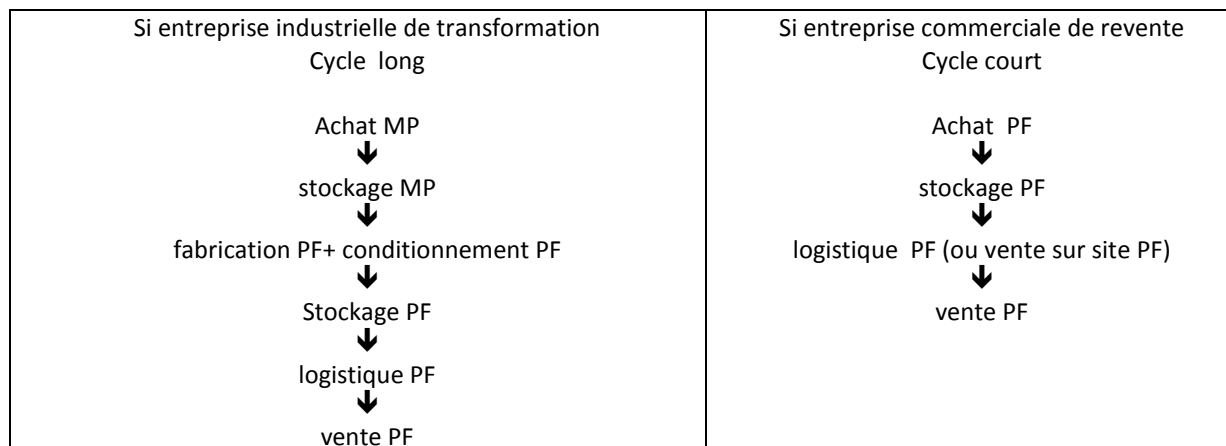 Si entreprise industrielle de transformation
Cycle long
Achat MP
stockage MP
fabrication PF+ conditionnement PF
Stockage PF
logistique PF
vente PF
Si entreprise commerciale de revente
Cycle court
Achat PF
stockage PF
logistique PF (ou vente sur site PF)
vente PF